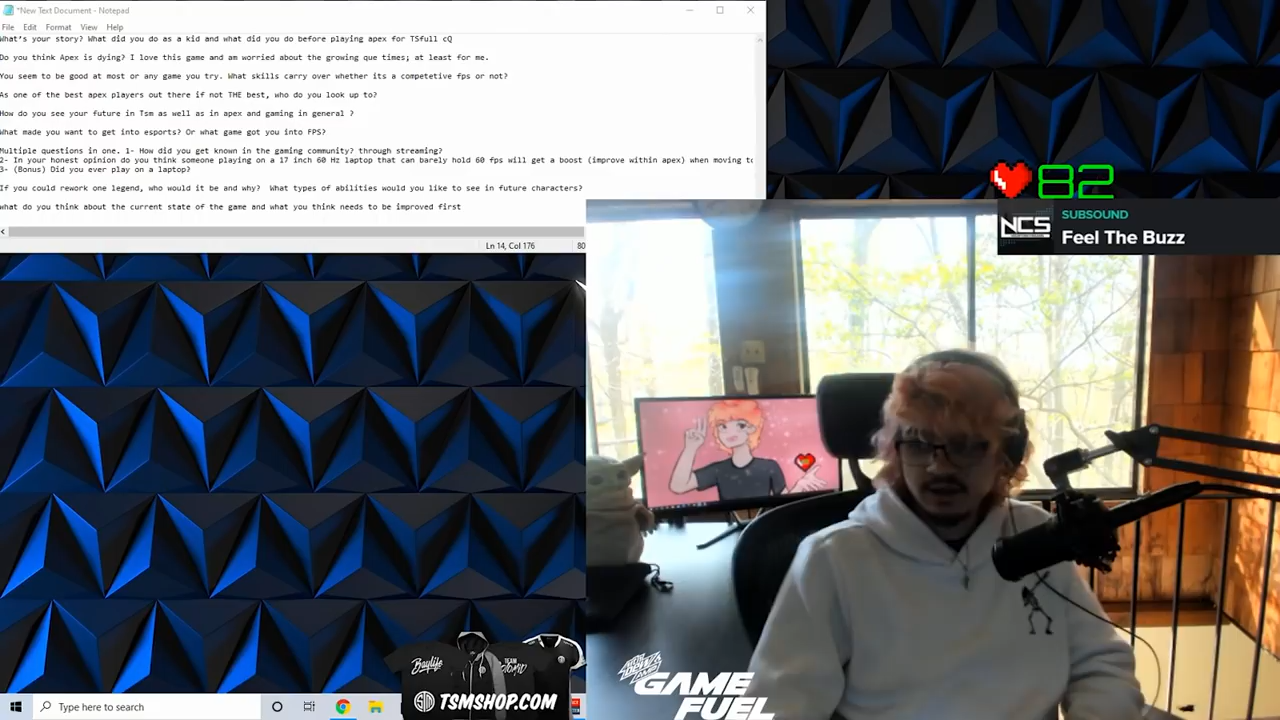 *New Text Document - Notepad
File Edit Format View Help
What's your story? What did you do as a kid and what did you do before playing apex for TSfull cQ
Do you think Apex is dying? I love this game and am worried about the growing que times; at least for me.
You seem to be good at most or any game you try. What skills carry over whether its a competetive fps or not?
As one of the best apex players out there if not THE best, who do you look up to?
How do you see your future in Tsm as well as in apex and gaming in general ?
What made you want to get into esports? Or what game got you into FPS?
Multiple questions in one. 1- How did you get known in the gaming community? through streaming?
2- In your honest opinion do you think someone playing on a 17 inch 60 Hz laptop that can barely hold 60 fps will get a boost (improve within apex) when moving to
3- (Bonus) Did you ever play on a laptop?
If you could rework one legend, who would it be and why?  What types of abilities would you like to see in future characters?
what do you think about the current state of the game and what you think needs to be improved first
Ln 14, Col 176
80
82
NCS
SUBSOUND
Feel The Buzz
Baylife
TSM
TSMSHOP.COM
GAME
FUEL
Type here to search